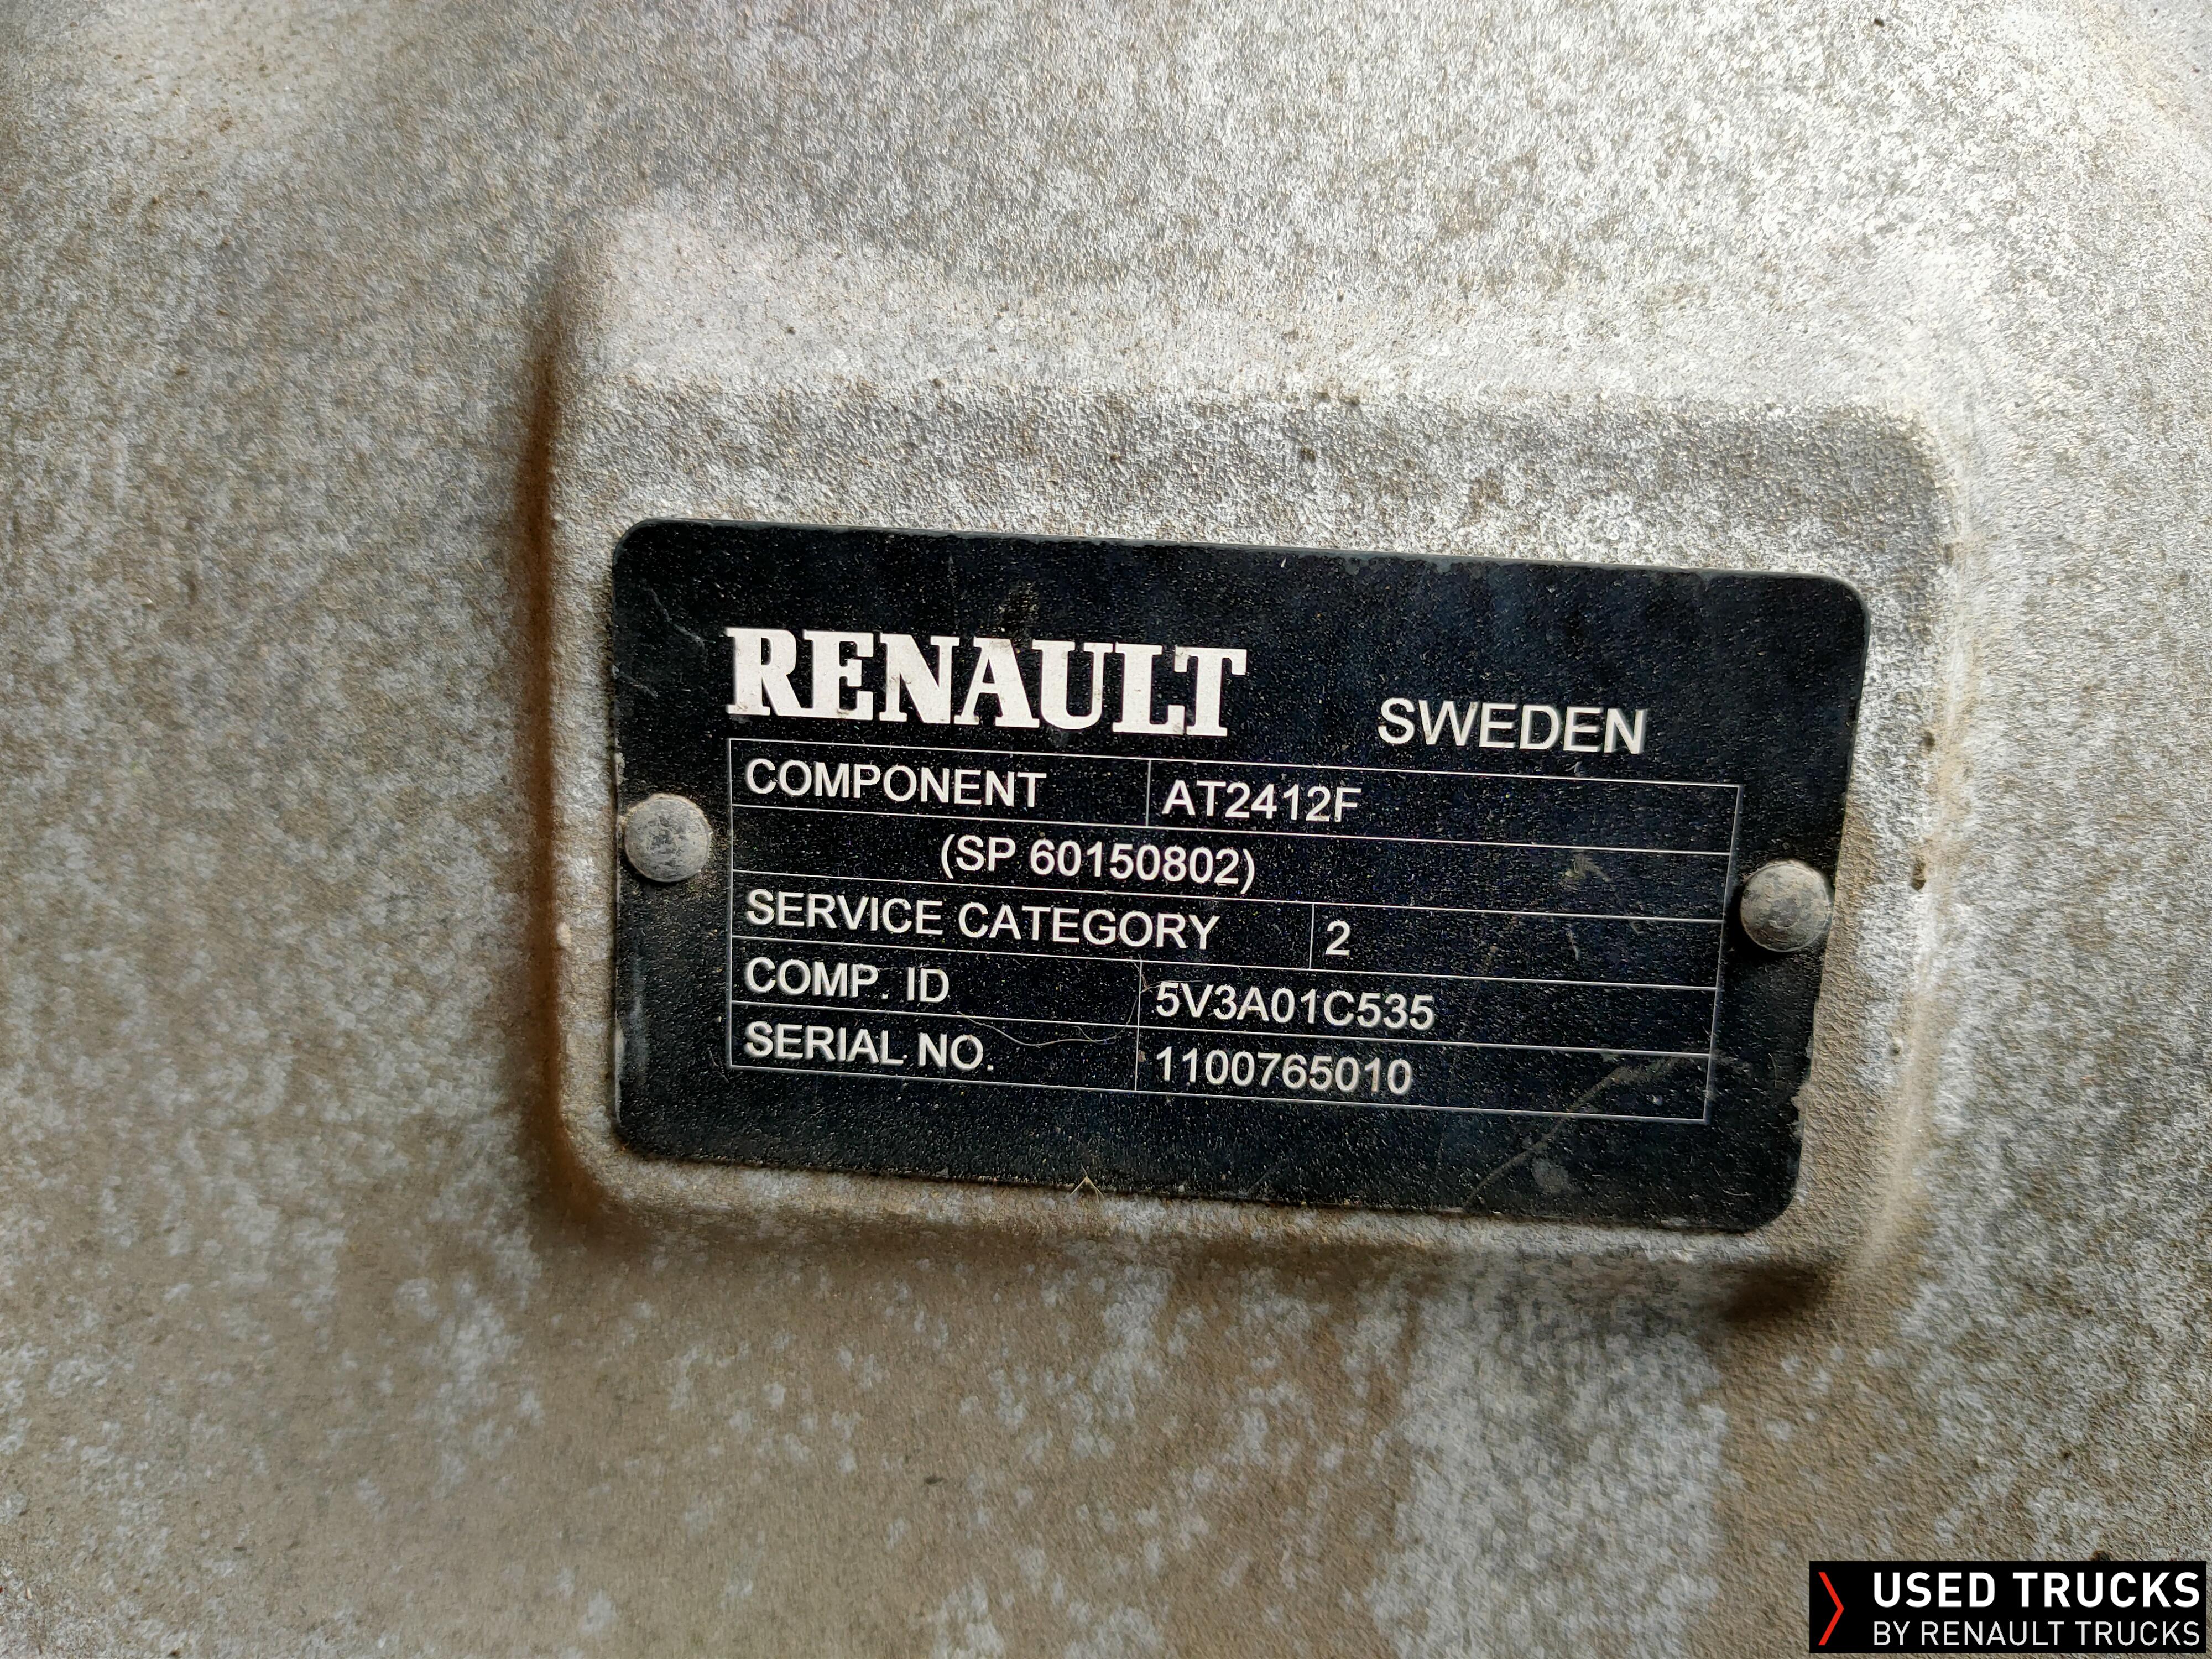 RENAULT SWEDEN
COMPONENT AT2412F
(SP 60150802)
SERVICE CATEGORY 2
COMP. ID 5V3A01C535
SERIAL NO. 1100765010
USED TRUCKS
BY RENAULT TRUCKS